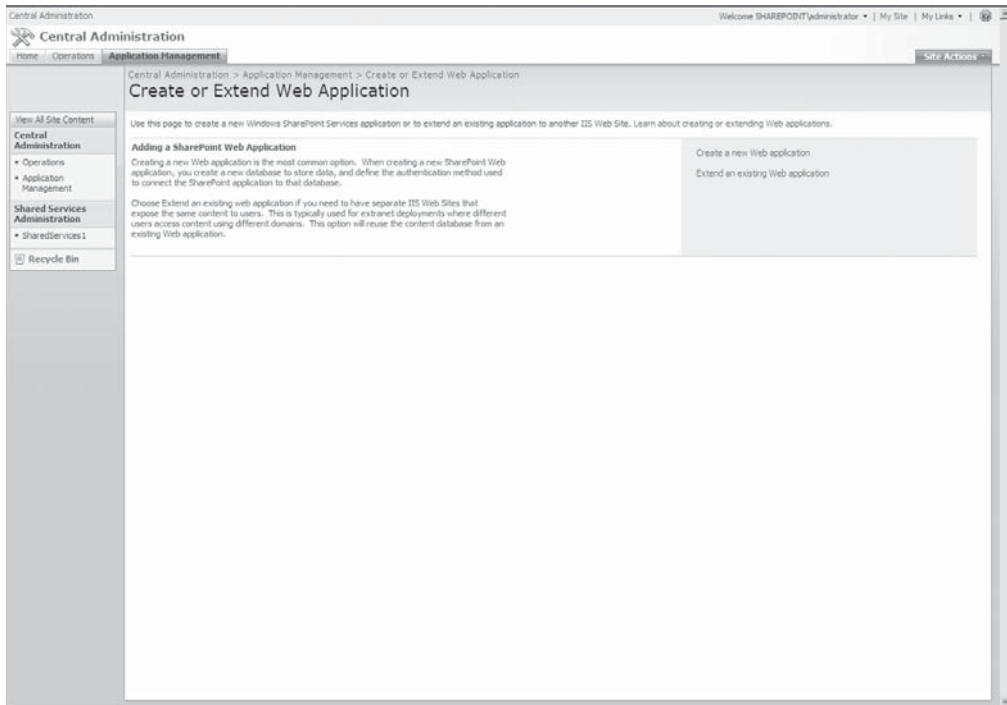 Central Administration
Welcome SHAREPOINT\administrator ▾ | My Site | My Links ▾ |
Central Administration
Home Operations Application Management
Site Actions
Central Administration > Application Management > Create or Extend Web Application
Create or Extend Web Application
View All Site Content
Central
Administration
• Operations
• Application
Management
Shared Services
Administration
• SharedServices1
Recycle Bin
Use this page to create a new Windows SharePoint Services application or to extend an existing application to another IIS Web Site. Learn about creating or extending Web applications.
Adding a SharePoint Web Application
Creating a new Web application is the most common option. When creating a new SharePoint Web
application, you create a new database to store data, and define the authentication method used
to connect the SharePoint application to that database.
Choose Extend an existing web application if you need to have separate IIS Web Sites that
expose the same content to users. This is typically used for extranet deployments where different
users access content using different domains. This option will reuse the content database from an
existing Web application.
Create a new Web application
Extend an existing Web application